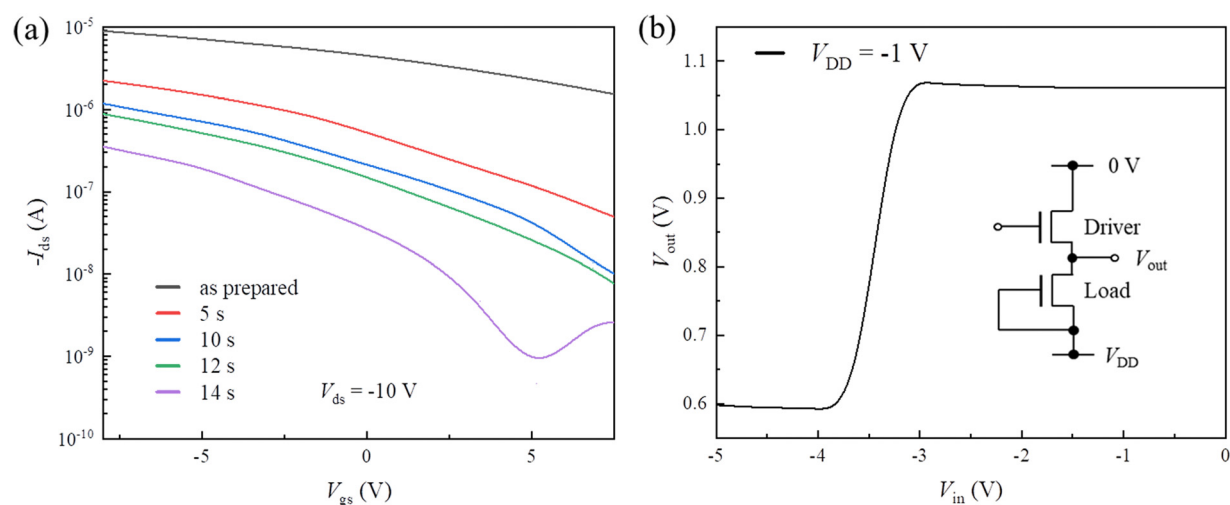 (a)
10^-5
10^-6
10^-7
10^-8
10^-9
10^-10
-I_ds (A)
as prepared
5 s
10 s
12 s
14 s
V_ds = -10 V
-5
0
5
V_gs (V)
(b)
V_DD = -1 V
1.1
1.0
0.9
0.8
0.7
0.6
V_out (V)
0 V
Driver
V_out
Load
V_DD
-5
-4
-3
-2
-1
0
V_in (V)